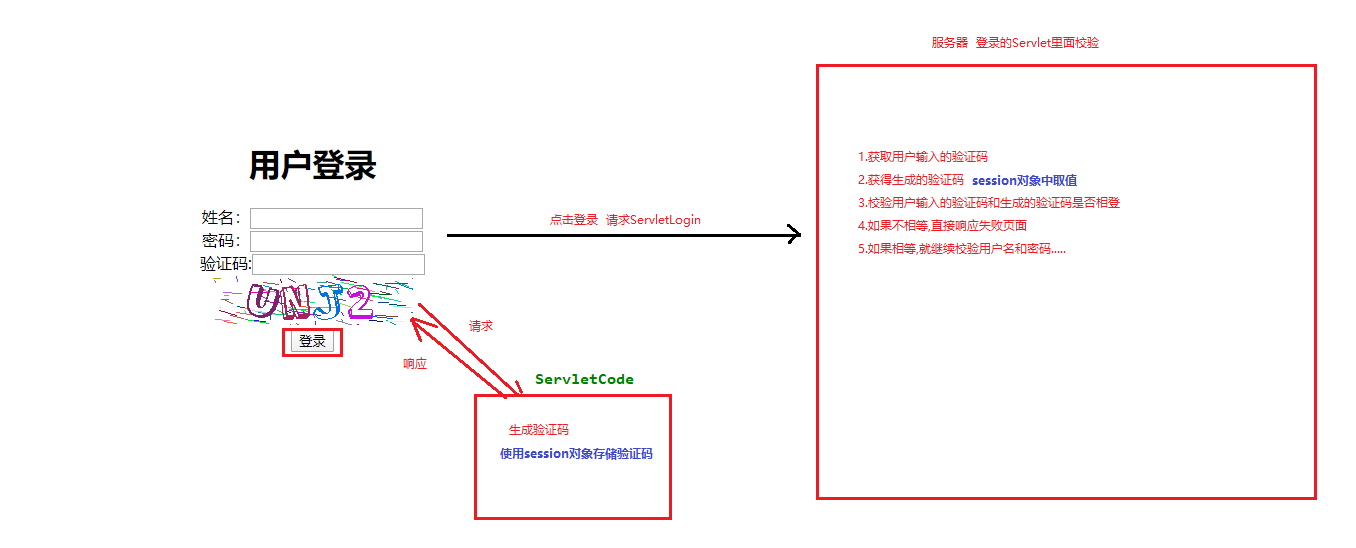 服务器 登录的Servlet里面校验
用户登录
姓名:
密码:
验证码:
UNJ2
登录
点击登录 请求ServletLogin
1.获取用户输入的验证码
2.获得生成的验证码 session对象中取值
3.校验用户输入的验证码和生成的验证码是否相登
4.如果不相等,直接响应失败页面
5.如果相等,就继续校验用户名和密码.....
请求
响应
ServletCode
生成验证码
使用session对象存储验证码